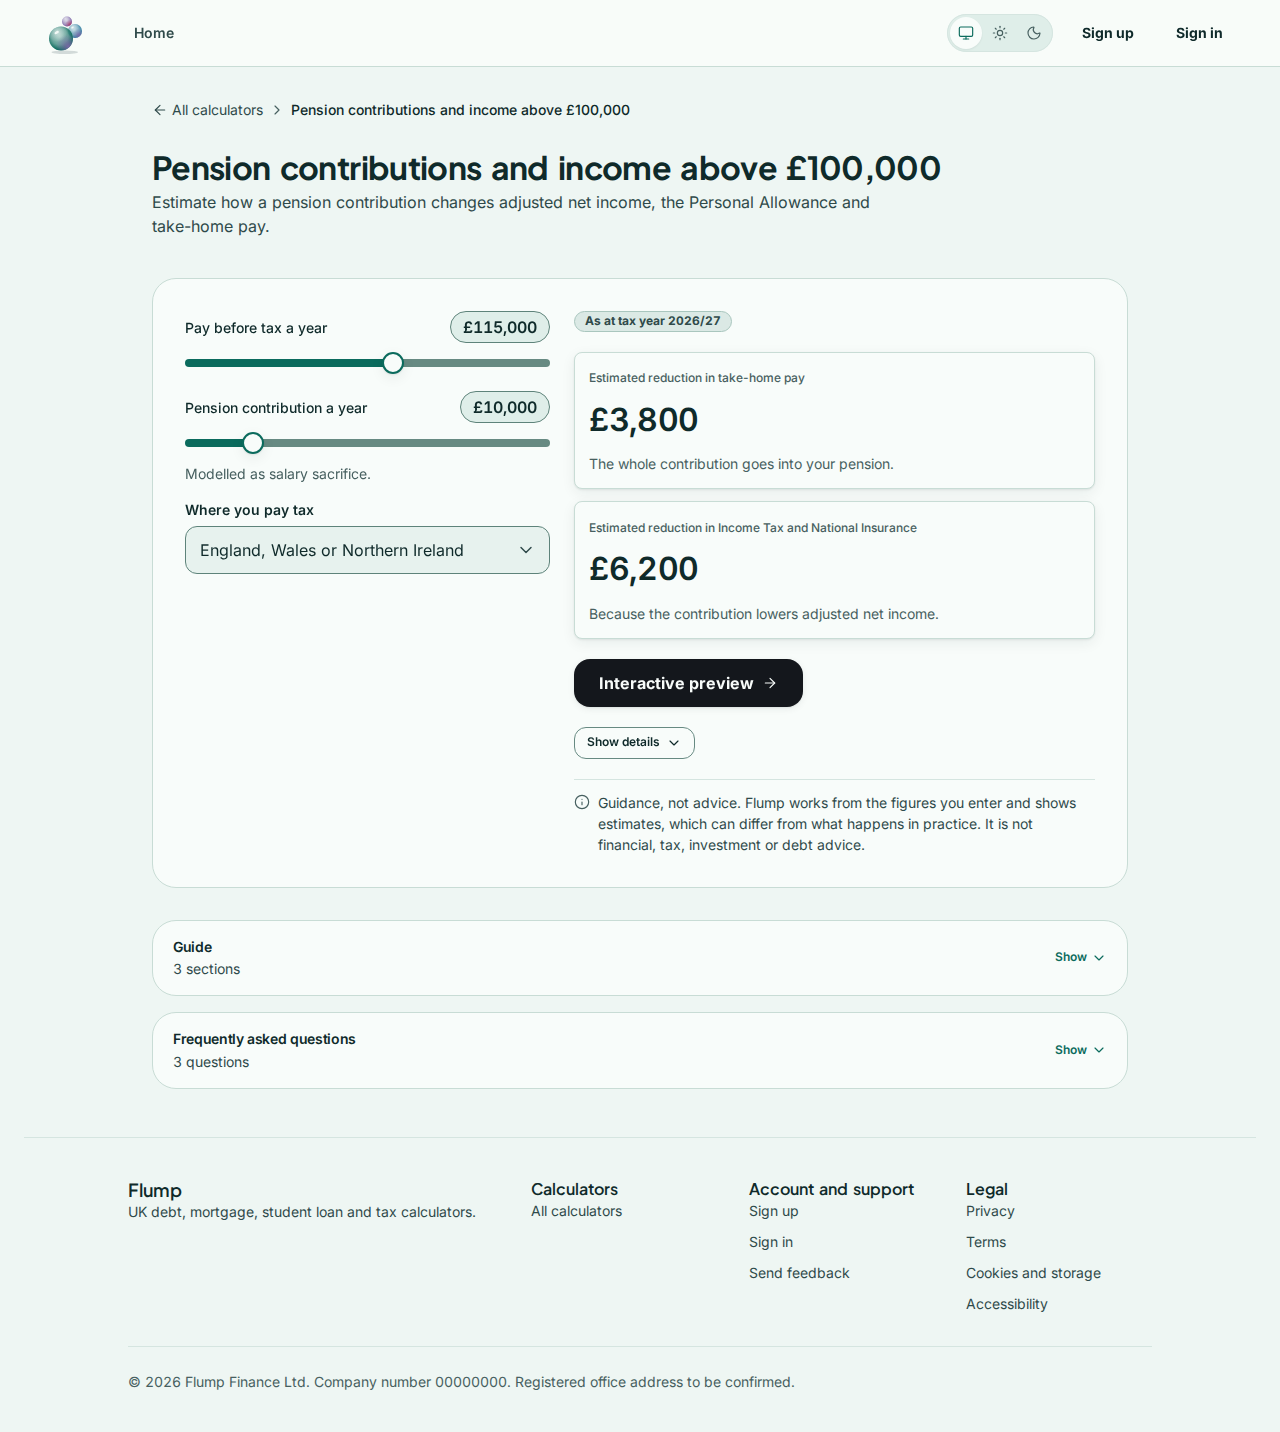 Home
Sign up
Sign in
All calculators
Pension contributions and income above £100,000
Pension contributions and income above £100,000
Estimate how a pension contribution changes adjusted net income, the Personal Allowance and
take-home pay.
Pay before tax a year
£115,000
Pension contribution a year
£10,000
Modelled as salary sacrifice.
Where you pay tax
England, Wales or Northern Ireland
As at tax year 2026/27
Estimated reduction in take-home pay
£3,800
The whole contribution goes into your pension.
Estimated reduction in Income Tax and National Insurance
£6,200
Because the contribution lowers adjusted net income.
Interactive preview
Show details
Guidance, not advice. Flump works from the figures you enter and shows
estimates, which can differ from what happens in practice. It is not
financial, tax, investment or debt advice.
Guide
3 sections
Show
Frequently asked questions
3 questions
Show
Flump
UK debt, mortgage, student loan and tax calculators.
Calculators
All calculators
Account and support
Sign up
Sign in
Send feedback
Legal
Privacy
Terms
Cookies and storage
Accessibility
© 2026 Flump Finance Ltd. Company number 00000000. Registered office address to be confirmed.